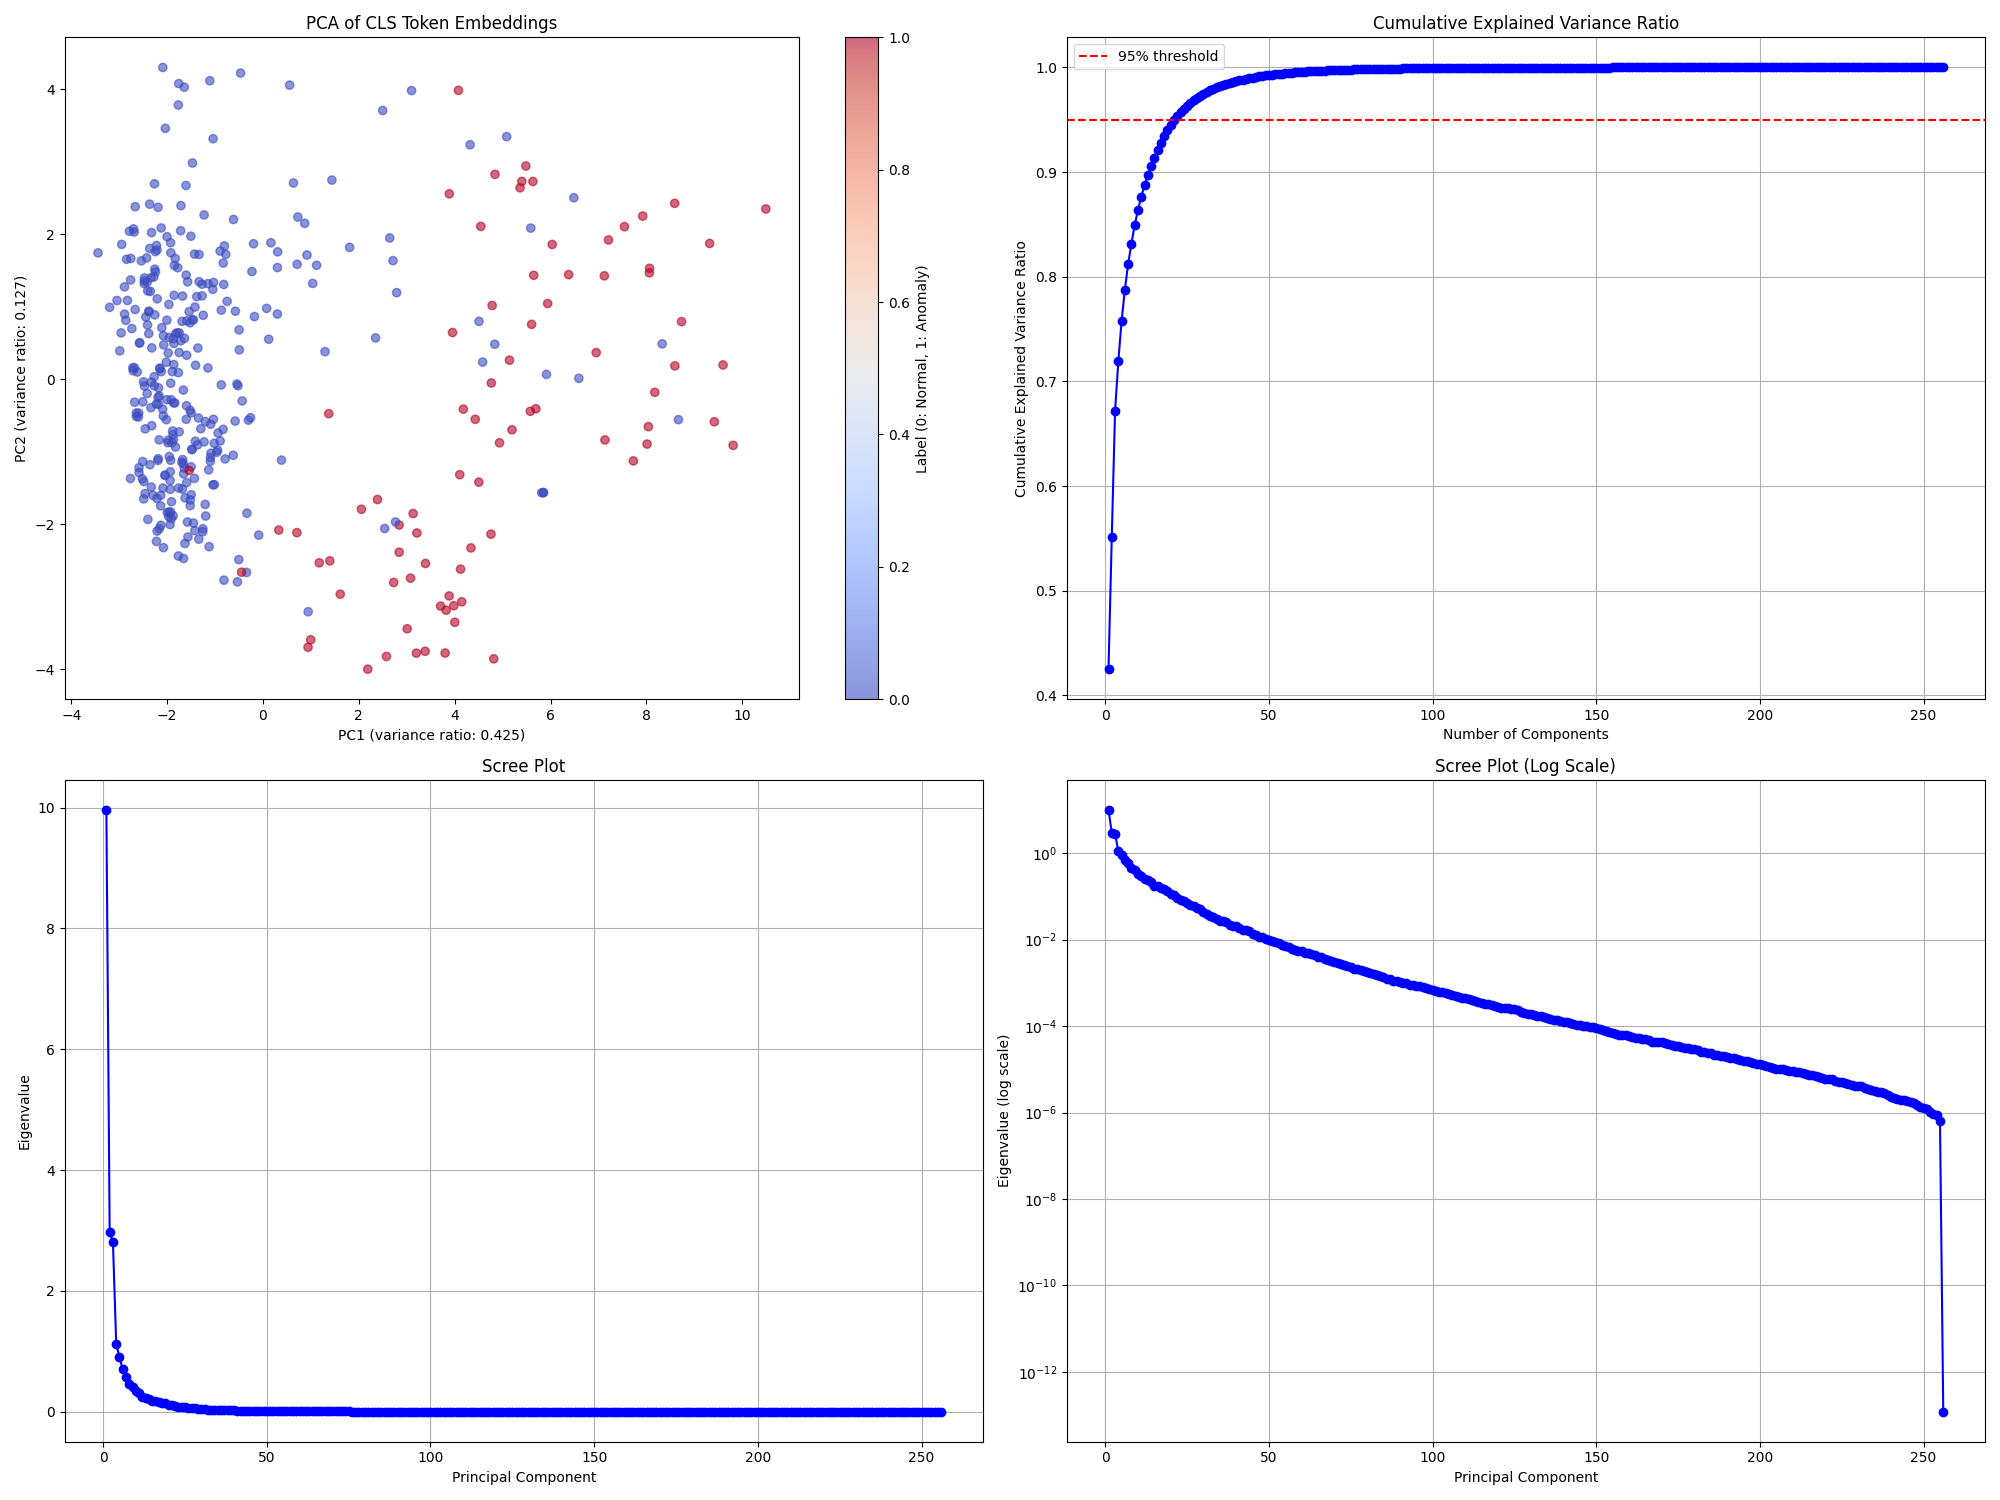 PCA of CLS Token Embeddings
4
2
0
−2
−4
PC2 (variance ratio: 0.127)
−4 −2 0 2 4 6 8 10
PC1 (variance ratio: 0.425)
1.0
0.8
0.6
0.4
0.2
0.0
Label (0: Normal, 1: Anomaly)
Cumulative Explained Variance Ratio
95% threshold
1.0
0.9
0.8
0.7
0.6
0.5
0.4
Cumulative Explained Variance Ratio
0 50 100 150 200 250
Number of Components
Scree Plot
10
8
6
4
2
0
Eigenvalue
0 50 100 150 200 250
Principal Component
Scree Plot (Log Scale)
10⁰
10⁻²
10⁻⁴
10⁻⁶
10⁻⁸
10⁻¹⁰
10⁻¹²
Eigenvalue (log scale)
0 50 100 150 200 250
Principal Component